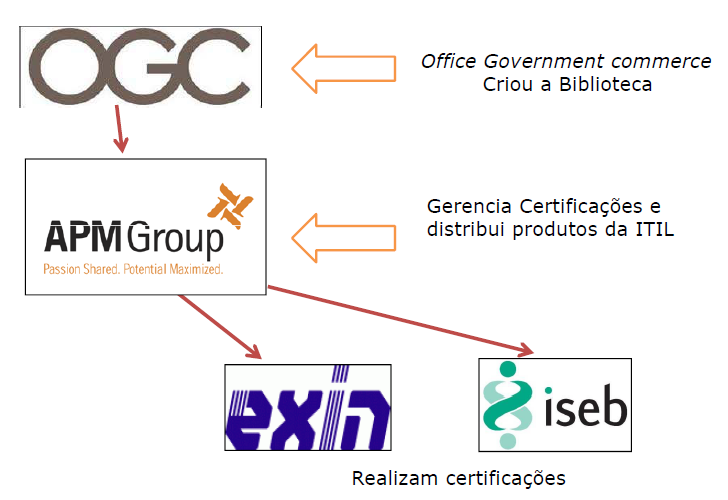 OGC
Office Government commerce
Criou a Biblioteca
APMGroup
Passion Shared. Potential Maximized.
Gerencia Certificações e
distribui produtos da ITIL
exin
iseb
Realizam certificações